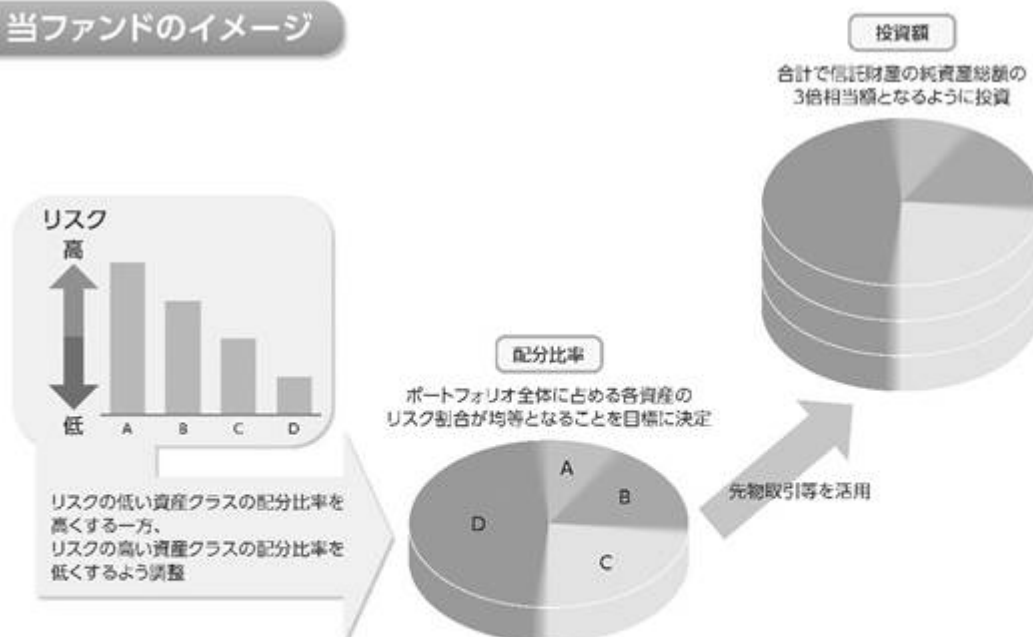 当ファンドのイメージ
投資額
合計で信託財産の純資産総額の
3倍相当額となるように投資
リスク
高
低
A B C D
配分比率
ポートフォリオ全体に占める各資産の
リスク割合が均等となることを目標に決定
リスクの低い資産クラスの配分比率を
高くする一方、
リスクの高い資産クラスの配分比率を
低くするよう調整
A
B
C
D
先物取引等を活用